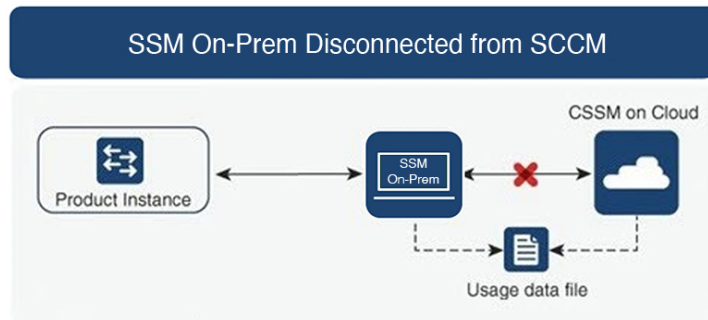 SSM On-Prem Disconnected from SCCM
CSSM on Cloud
SSM
On-Prem
Product Instance
Usage data file